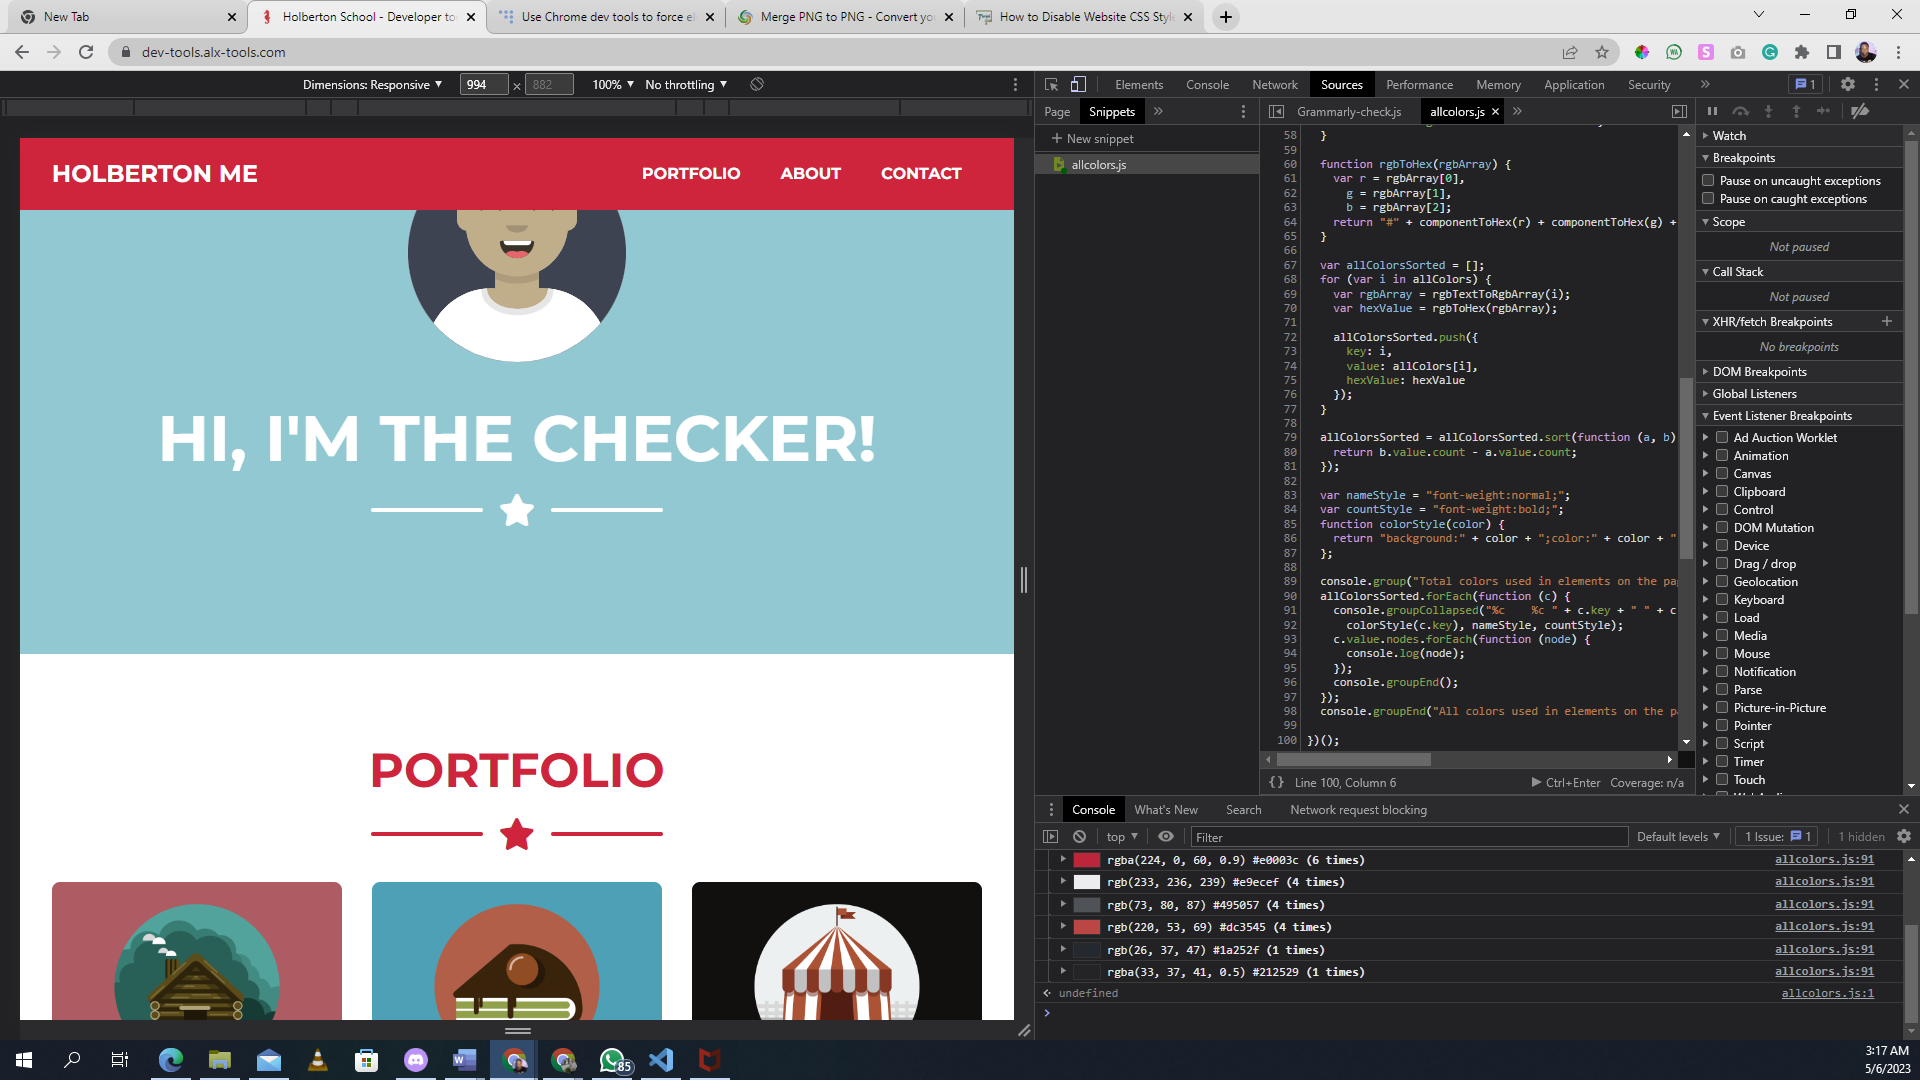 New Tab
Holberton School - Developer to
Use Chrome dev tools to force el
Merge PNG to PNG - Convert you
How to Disable Website CSS Style
dev-tools.alx-tools.com
Dimensions: Responsive
994 × 882
100%
No throttling
HOLBERTON ME
PORTFOLIO
ABOUT
CONTACT
HI, I'M THE CHECKER!
PORTFOLIO
Elements
Console
Network
Sources
Performance
Memory
Application
Security
1
Page
Snippets
New snippet
allcolors.js
Grammarly-check.js
allcolors.js
58 }
59
60 function rgbToHex(rgbArray) {
61 var r = rgbArray[0],
62 g = rgbArray[1],
63 b = rgbArray[2];
64 return "#" + componentToHex(r) + componentToHex(g) +
65 }
66
67 var allColorsSorted = [];
68 for (var i in allColors) {
69 var rgbArray = rgbTextToRgbArray(i);
70 var hexValue = rgbToHex(rgbArray);
71
72 allColorsSorted.push({
73 key: i,
74 value: allColors[i],
75 hexValue: hexValue
76 });
77 }
78
79 allColorsSorted = allColorsSorted.sort(function (a, b)
80 return b.value.count - a.value.count;
81 });
82
83 var nameStyle = "font-weight:normal;";
84 var countStyle = "font-weight:bold;";
85 function colorStyle(color) {
86 return "background:" + color + ";color:" + color + "
87 };
88
89 console.group("Total colors used in elements on the pa
90 allColorsSorted.forEach(function (c) {
91 console.groupCollapsed("%c    %c " + c.key + " " + c
92 colorStyle(c.key), nameStyle, countStyle);
93 c.value.nodes.forEach(function (node) {
94 console.log(node);
95 });
96 console.groupEnd();
97 });
98 console.groupEnd("All colors used in elements on the p
99
100 })();
{} Line 100, Column 6
Ctrl+Enter
Coverage: n/a
Watch
Breakpoints
Pause on uncaught exceptions
Pause on caught exceptions
Scope
Not paused
Call Stack
Not paused
XHR/fetch Breakpoints
No breakpoints
DOM Breakpoints
Global Listeners
Event Listener Breakpoints
Ad Auction Worklet
Animation
Canvas
Clipboard
Control
DOM Mutation
Device
Drag / drop
Geolocation
Keyboard
Load
Media
Mouse
Notification
Parse
Picture-in-Picture
Pointer
Script
Timer
Touch
Console
What's New
Search
Network request blocking
top
Filter
Default levels
1 Issue: 1
1 hidden
rgba(224, 0, 60, 0.9) #e0003c (6 times) allcolors.js:91
rgb(233, 236, 239) #e9ecef (4 times) allcolors.js:91
rgb(73, 80, 87) #495057 (4 times) allcolors.js:91
rgb(220, 53, 69) #dc3545 (4 times) allcolors.js:91
rgb(26, 37, 47) #1a252f (1 times) allcolors.js:91
rgba(33, 37, 41, 0.5) #212529 (1 times) allcolors.js:91
undefined allcolors.js:1
85
3:17 AM
5/6/2023